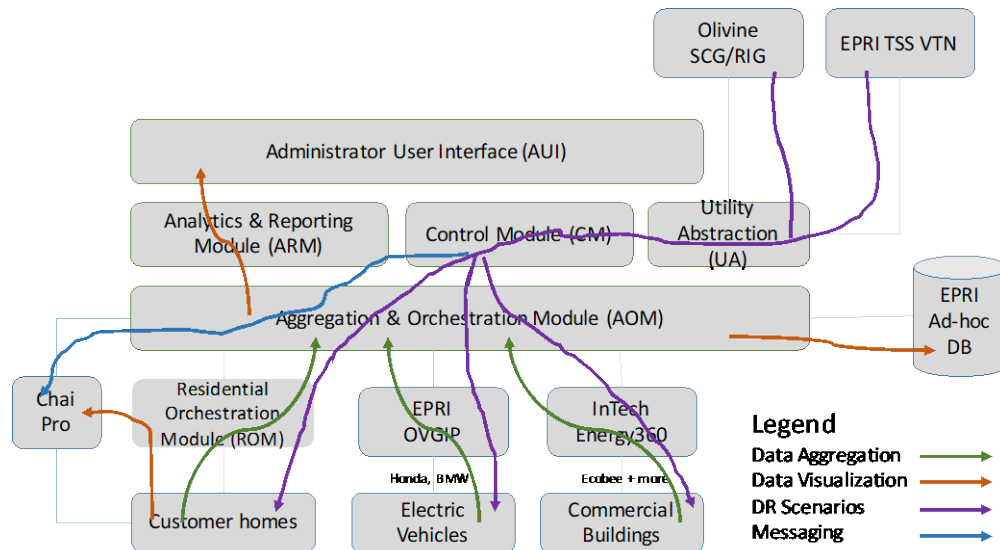 Olivine
SCG/RIG
EPRI TSS VTN
Administrator User Interface (AUI)
Analytics & Reporting
Module (ARM)
Control Module (CM)
Utility
Abstraction
(UA)
Aggregation & Orchestration Module (AOM)
EPRI
Ad-hoc
DB
Chai
Pro
Residential
Orchestration
Module (ROM)
EPRI
OVGIP
InTech
Energy360
Honda, BMW
Ecobee + more
Customer homes
Electric
Vehicles
Commercial
Buildings
Legend
Data Aggregation
Data Visualization
DR Scenarios
Messaging